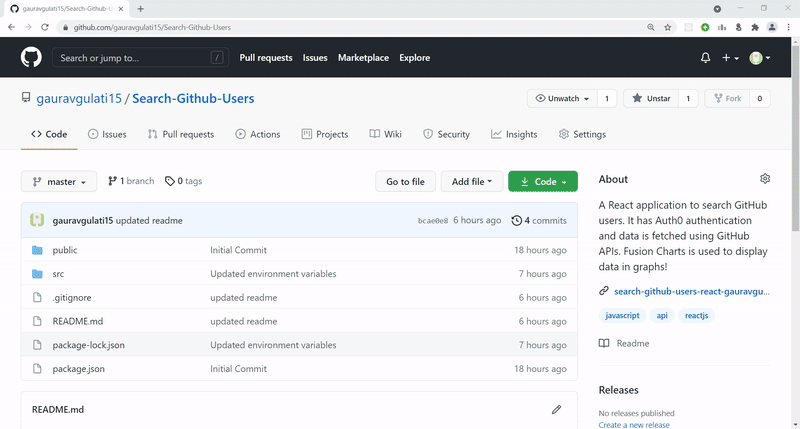 gauravgulati15/Search-Github-U
github.com/gauravgulati15/Search-Github-Users
Search or jump to... /
Pull requests Issues Marketplace Explore
gauravgulati15 / Search-Github-Users
Unwatch 1 Unstar 1 Fork 0
Code Issues Pull requests Actions Projects Wiki Security Insights Settings
master 1 branch 0 tags Go to file Add file Code
gauravgulati15 updated readme bcae0e8 6 hours ago 4 commits
public Initial Commit 18 hours ago
src Updated environment variables 7 hours ago
.gitignore updated readme 6 hours ago
README.md updated readme 6 hours ago
package-lock.json Updated environment variables 7 hours ago
package.json Initial Commit 18 hours ago
README.md
About
A React application to search GitHub
users. It has Auth0 authentication
and data is fetched using GitHub
APIs. Fusion Charts is used to display
data in graphs!
search-github-users-react-gauravgu...
javascript api reactjs
Readme
Releases
No releases published
Create a new release